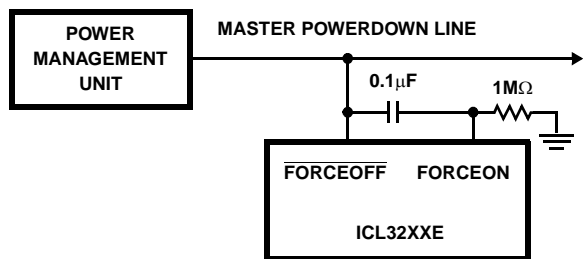 POWER
MANAGEMENT
UNIT
MASTER POWERDOWN LINE
0.1μF
1MΩ
FORCEOFF FORCEON
ICL32XXE